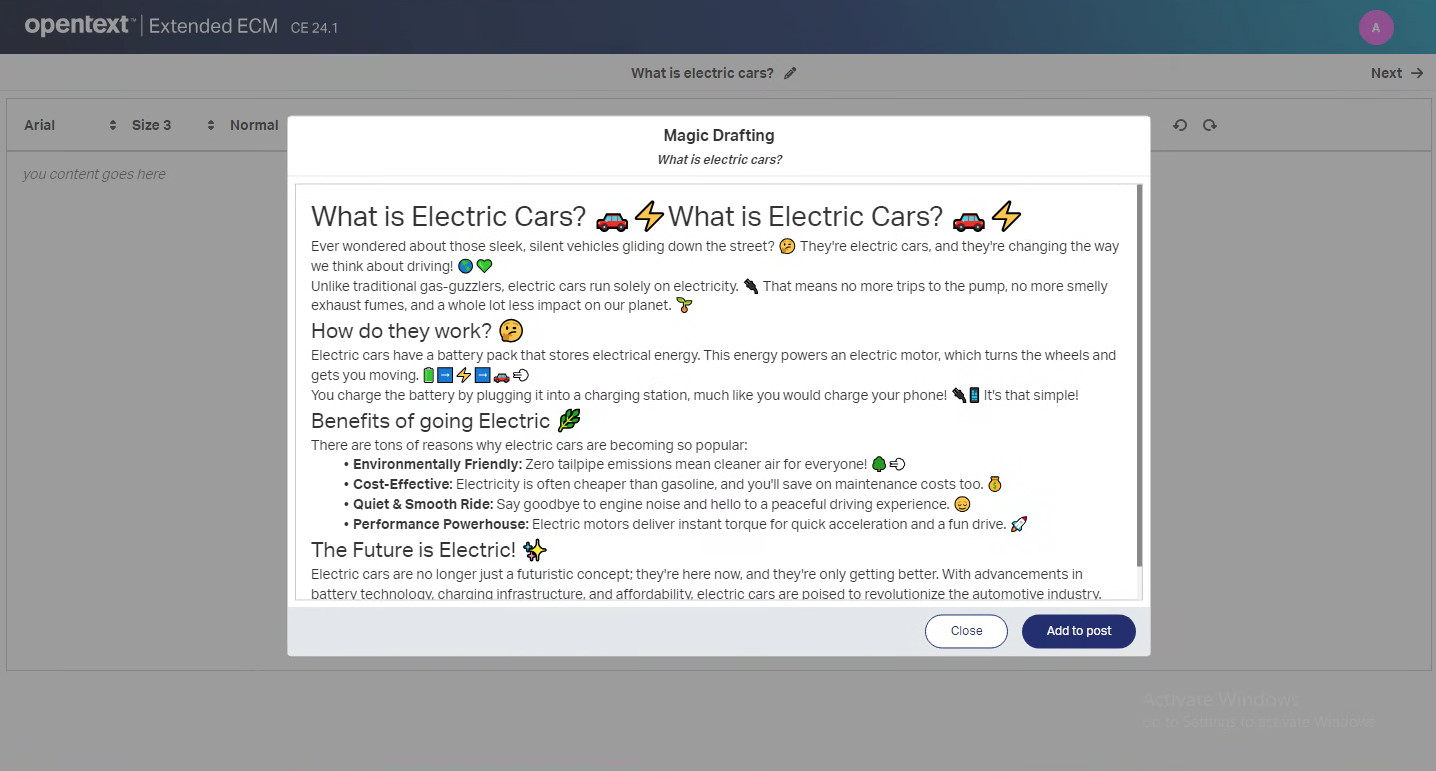 opentext™ | Extended ECM CE 24.1
A
What is electric cars?
Next →
Arial Size 3 Normal
you content goes here
Magic Drafting
What is electric cars?
What is Electric Cars? 🚗⚡What is Electric Cars? 🚗⚡
Ever wondered about those sleek, silent vehicles gliding down the street? 🤔 They're electric cars, and they're changing the way
we think about driving! 🌎💚
Unlike traditional gas-guzzlers, electric cars run solely on electricity. 🔌 That means no more trips to the pump, no more smelly
exhaust fumes, and a whole lot less impact on our planet. 🌱
How do they work? 🤔
Electric cars have a battery pack that stores electrical energy. This energy powers an electric motor, which turns the wheels and
gets you moving. 🔋➡️⚡➡️🚗💨
You charge the battery by plugging it into a charging station, much like you would charge your phone! 🔌📱 It's that simple!
Benefits of going Electric 🌿
There are tons of reasons why electric cars are becoming so popular:
• Environmentally Friendly: Zero tailpipe emissions mean cleaner air for everyone! 🌳💨
• Cost-Effective: Electricity is often cheaper than gasoline, and you'll save on maintenance costs too. 💰
• Quiet & Smooth Ride: Say goodbye to engine noise and hello to a peaceful driving experience. 😌
• Performance Powerhouse: Electric motors deliver instant torque for quick acceleration and a fun drive. 🚀
The Future is Electric! ✨
Electric cars are no longer just a futuristic concept; they're here now, and they're only getting better. With advancements in
battery technology, charging infrastructure, and affordability, electric cars are poised to revolutionize the automotive industry.
Close
Add to post
Activate Windows
Go to Settings to activate Windows.